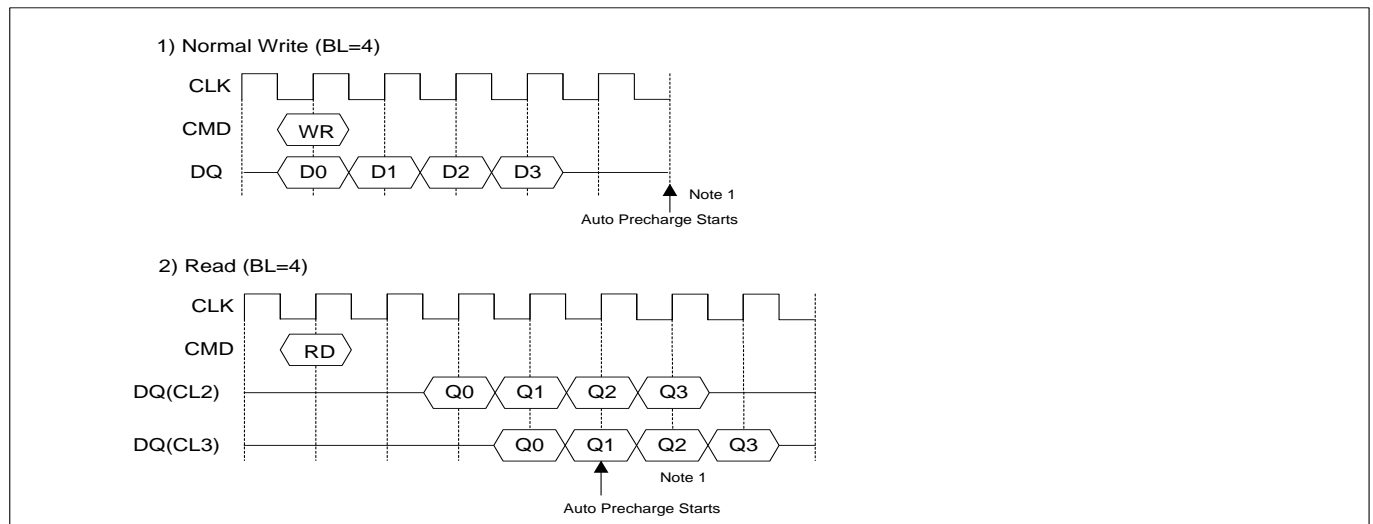 1) Normal Write (BL=4)
CLK
CMD WR
DQ D0 D1 D2 D3
Note 1
Auto Precharge Starts
2) Read (BL=4)
CLK
CMD RD
DQ(CL2) Q0 Q1 Q2 Q3
DQ(CL3) Q0 Q1 Q2 Q3
Note 1
Auto Precharge Starts